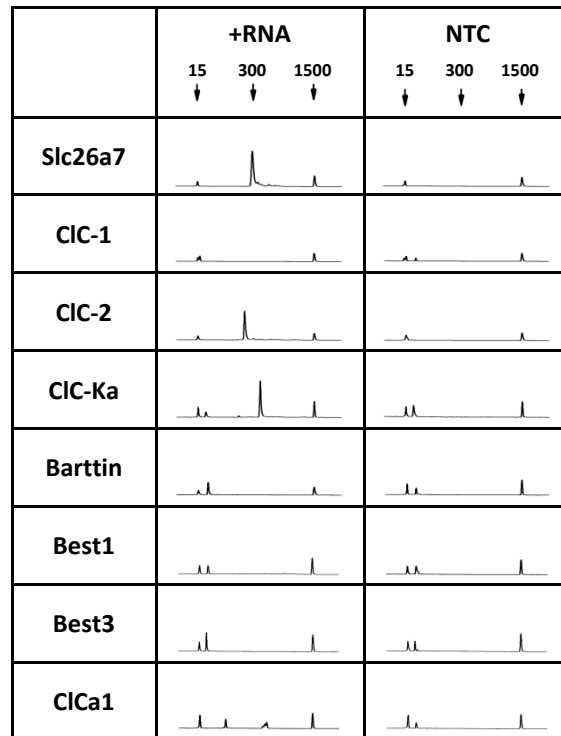 +RNA NTC
15 300 1500 15 300 1500
Slc26a7
ClC-1
ClC-2
ClC-Ka
Barttin
Best1
Best3
ClCa1